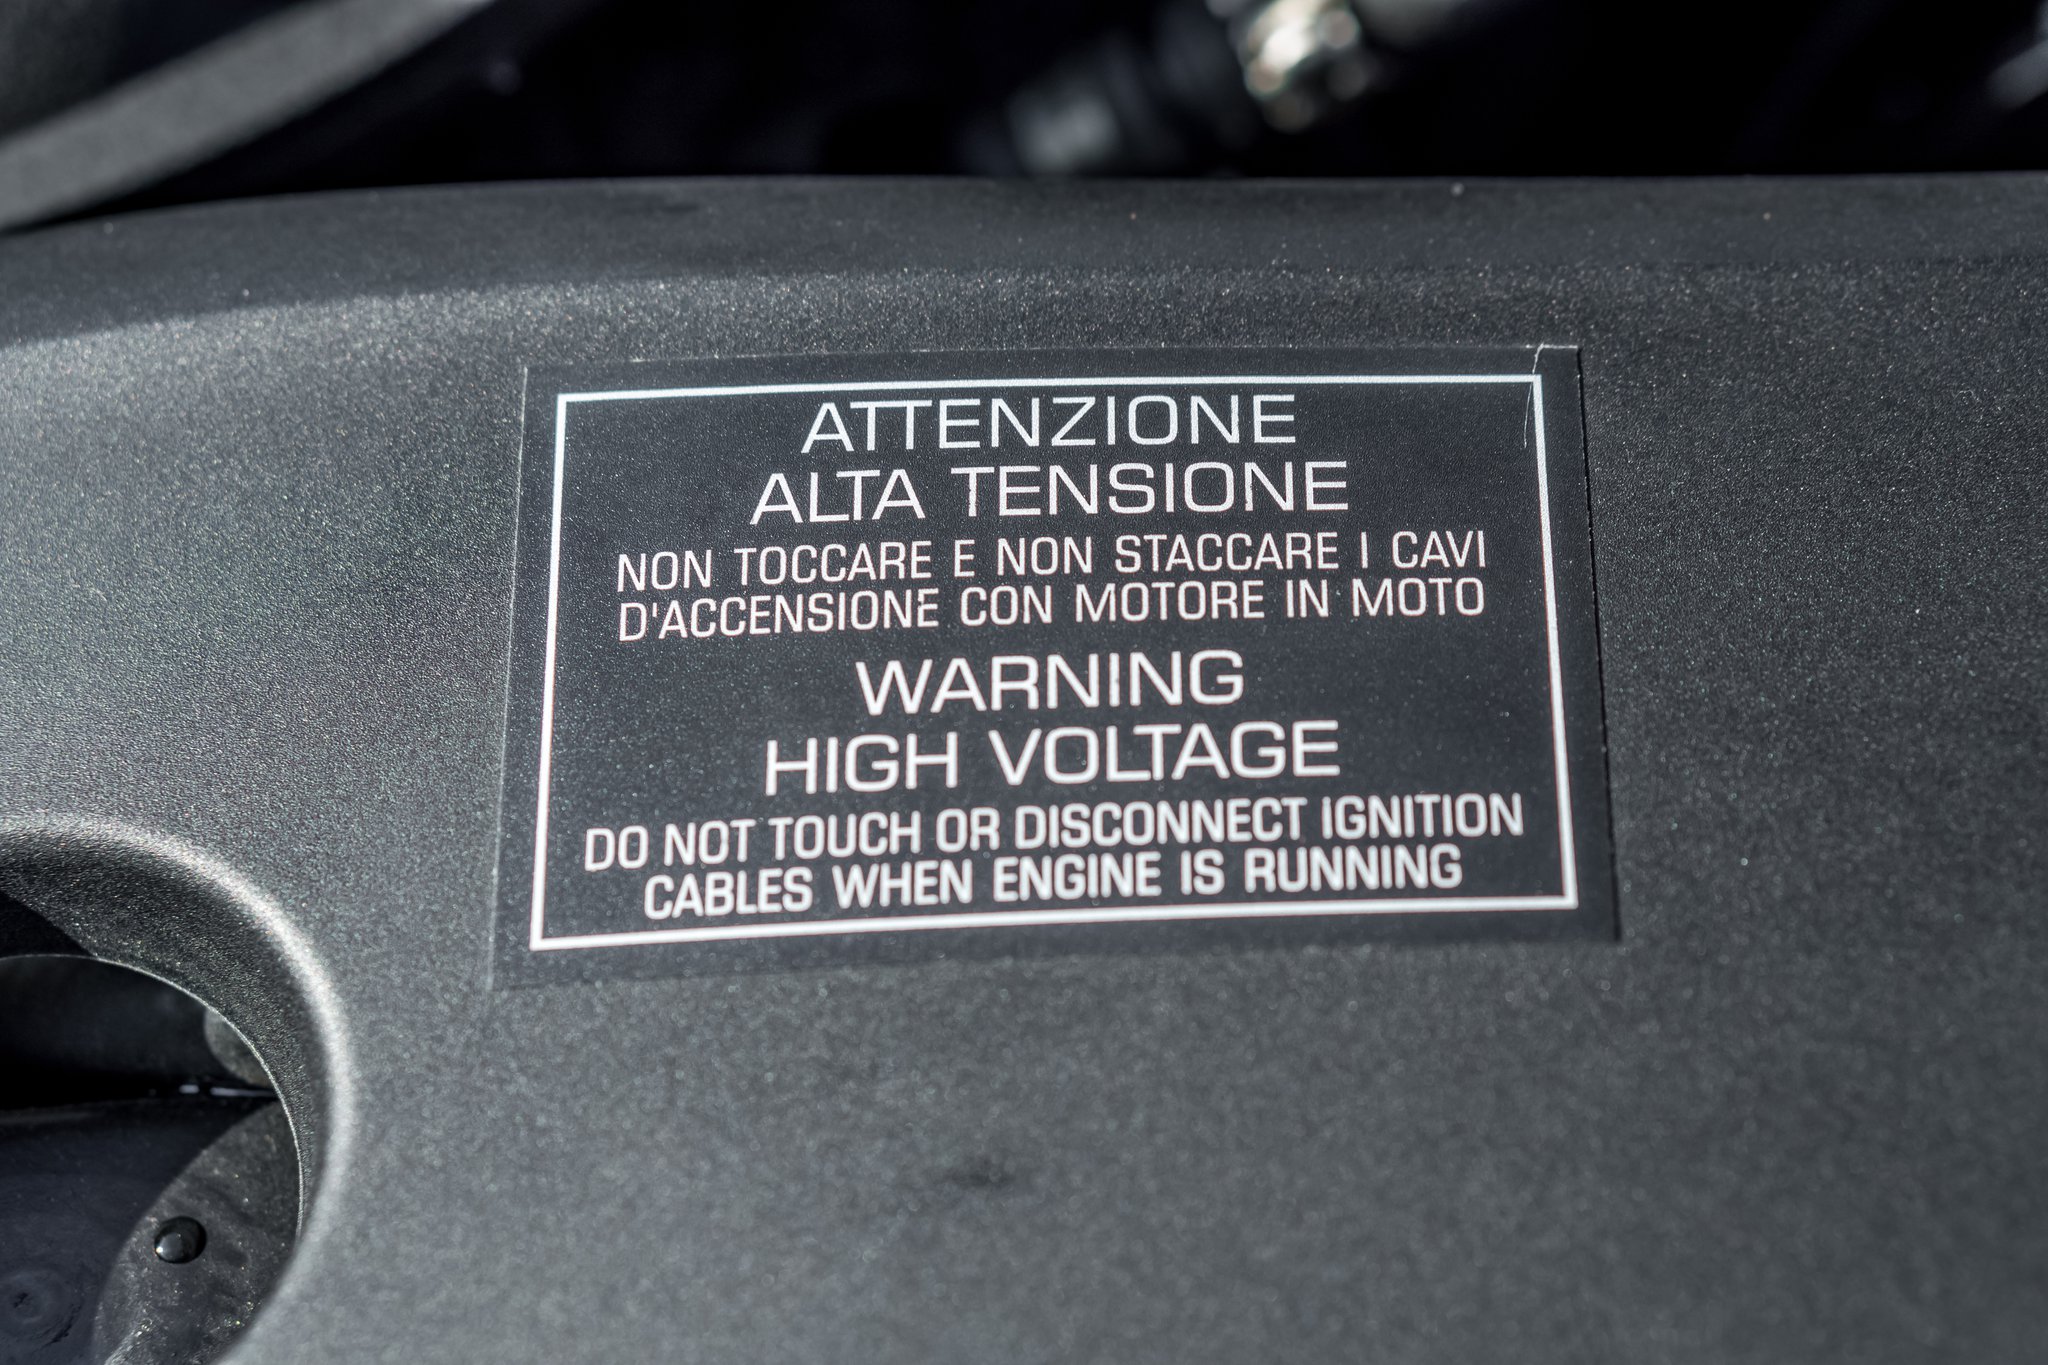 ATTENZIONE
ALTA TENSIONE
NON TOCCARE E NON STACCARE I CAVI
D'ACCENSIONE CON MOTORE IN MOTO
WARNING
HIGH VOLTAGE
DO NOT TOUCH OR DISCONNECT IGNITION
CABLES WHEN ENGINE IS RUNNING